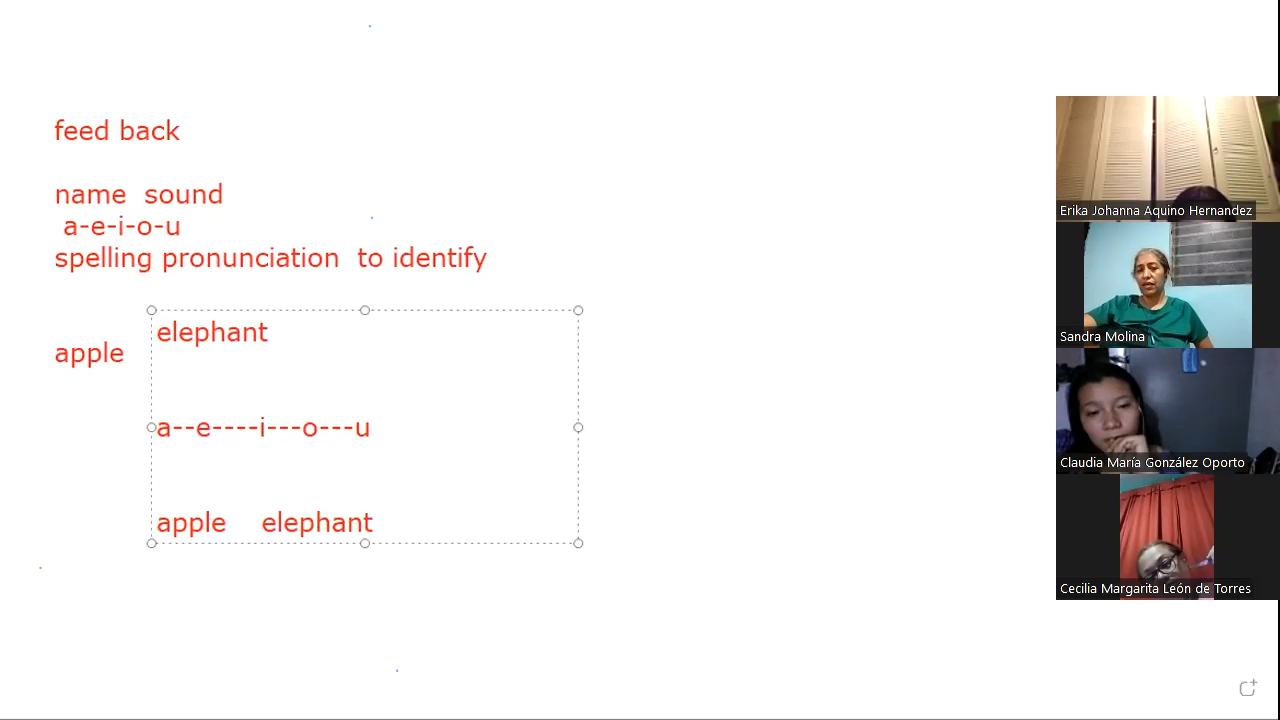 feed back
name sound
a-e-i-o-u
spelling pronunciation to identify
elephant
apple
a--e----i---o---u
apple elephant
Erika Johanna Aquino Hernandez
Sandra Molina
Claudia María González Oporto
Cecilia Margarita León de Torres